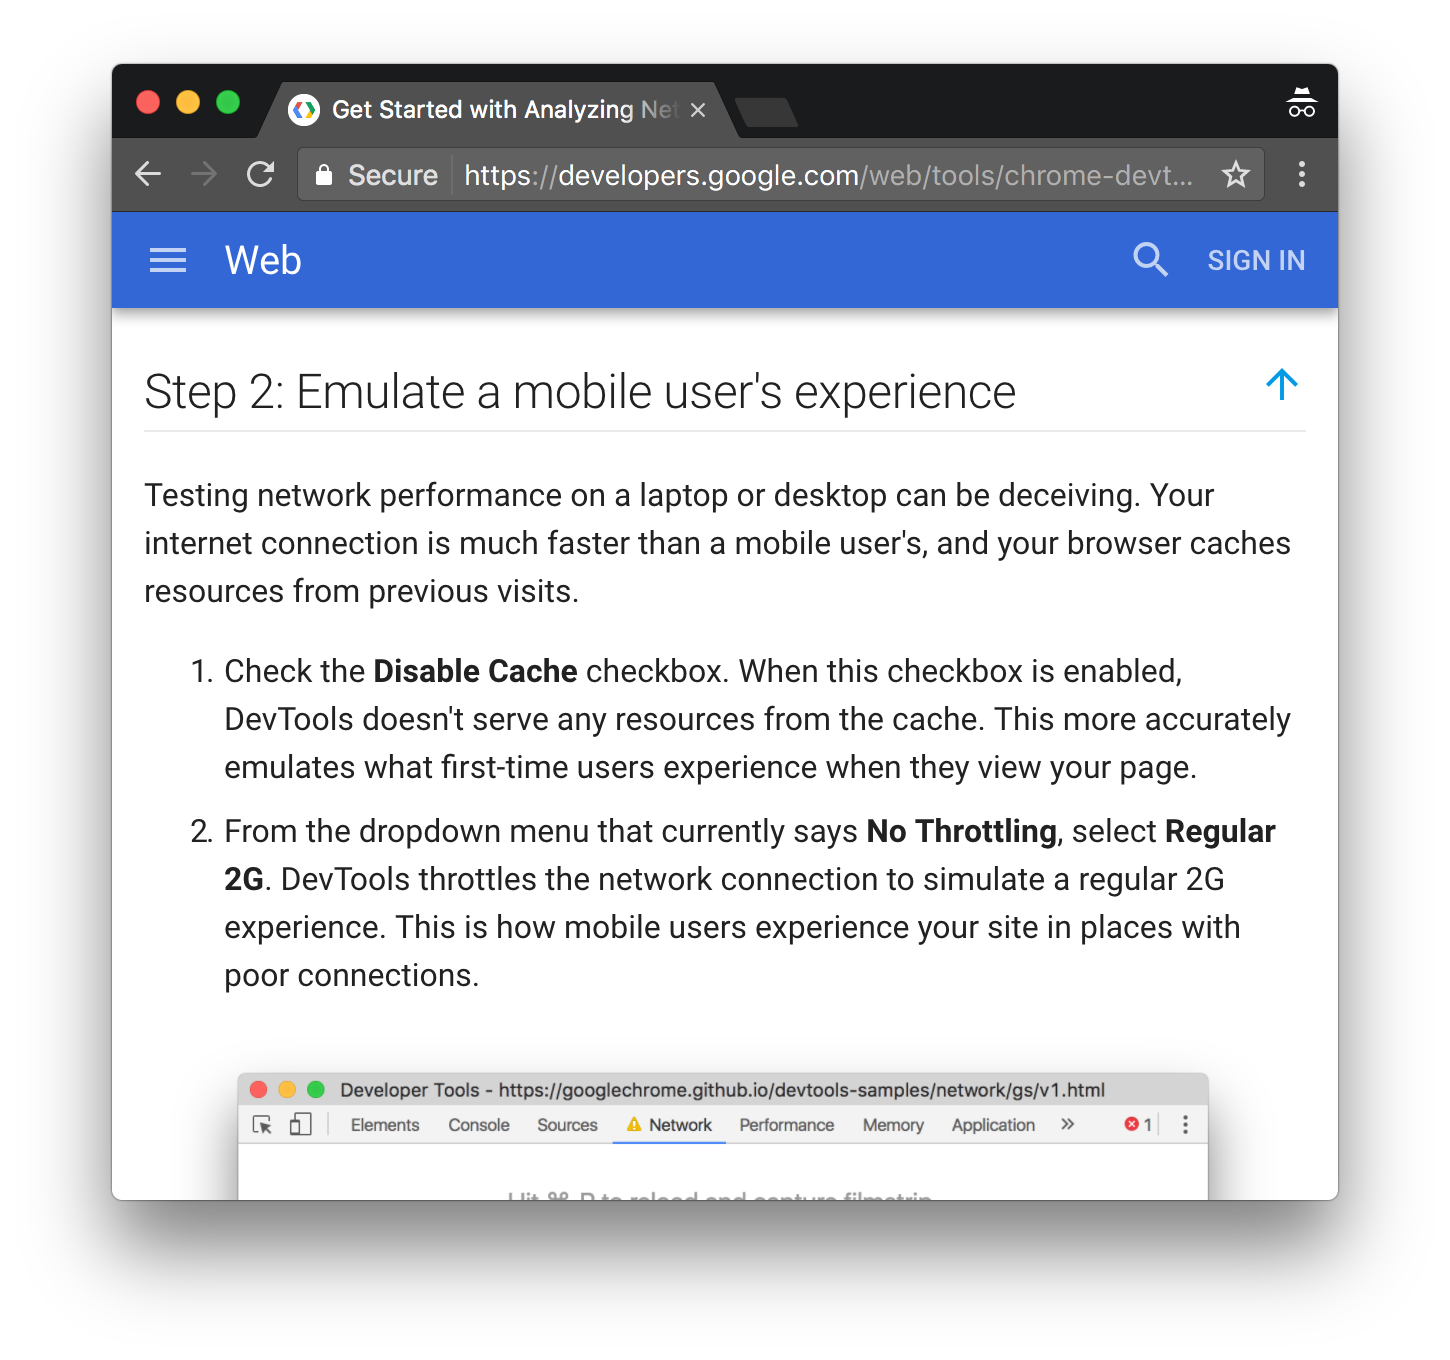 Get Started with Analyzing Net
Secure https://developers.google.com/web/tools/chrome-devt...
Web SIGN IN
Step 2: Emulate a mobile user's experience
Testing network performance on a laptop or desktop can be deceiving. Your
internet connection is much faster than a mobile user's, and your browser caches
resources from previous visits.
1. Check the Disable Cache checkbox. When this checkbox is enabled,
DevTools doesn't serve any resources from the cache. This more accurately
emulates what first-time users experience when they view your page.
2. From the dropdown menu that currently says No Throttling, select Regular
2G. DevTools throttles the network connection to simulate a regular 2G
experience. This is how mobile users experience your site in places with
poor connections.
Developer Tools - https://googlechrome.github.io/devtools-samples/network/gs/v1.html
Elements Console Sources Network Performance Memory Application » 1
Hit ⌘ R to reload and capture filmstrip